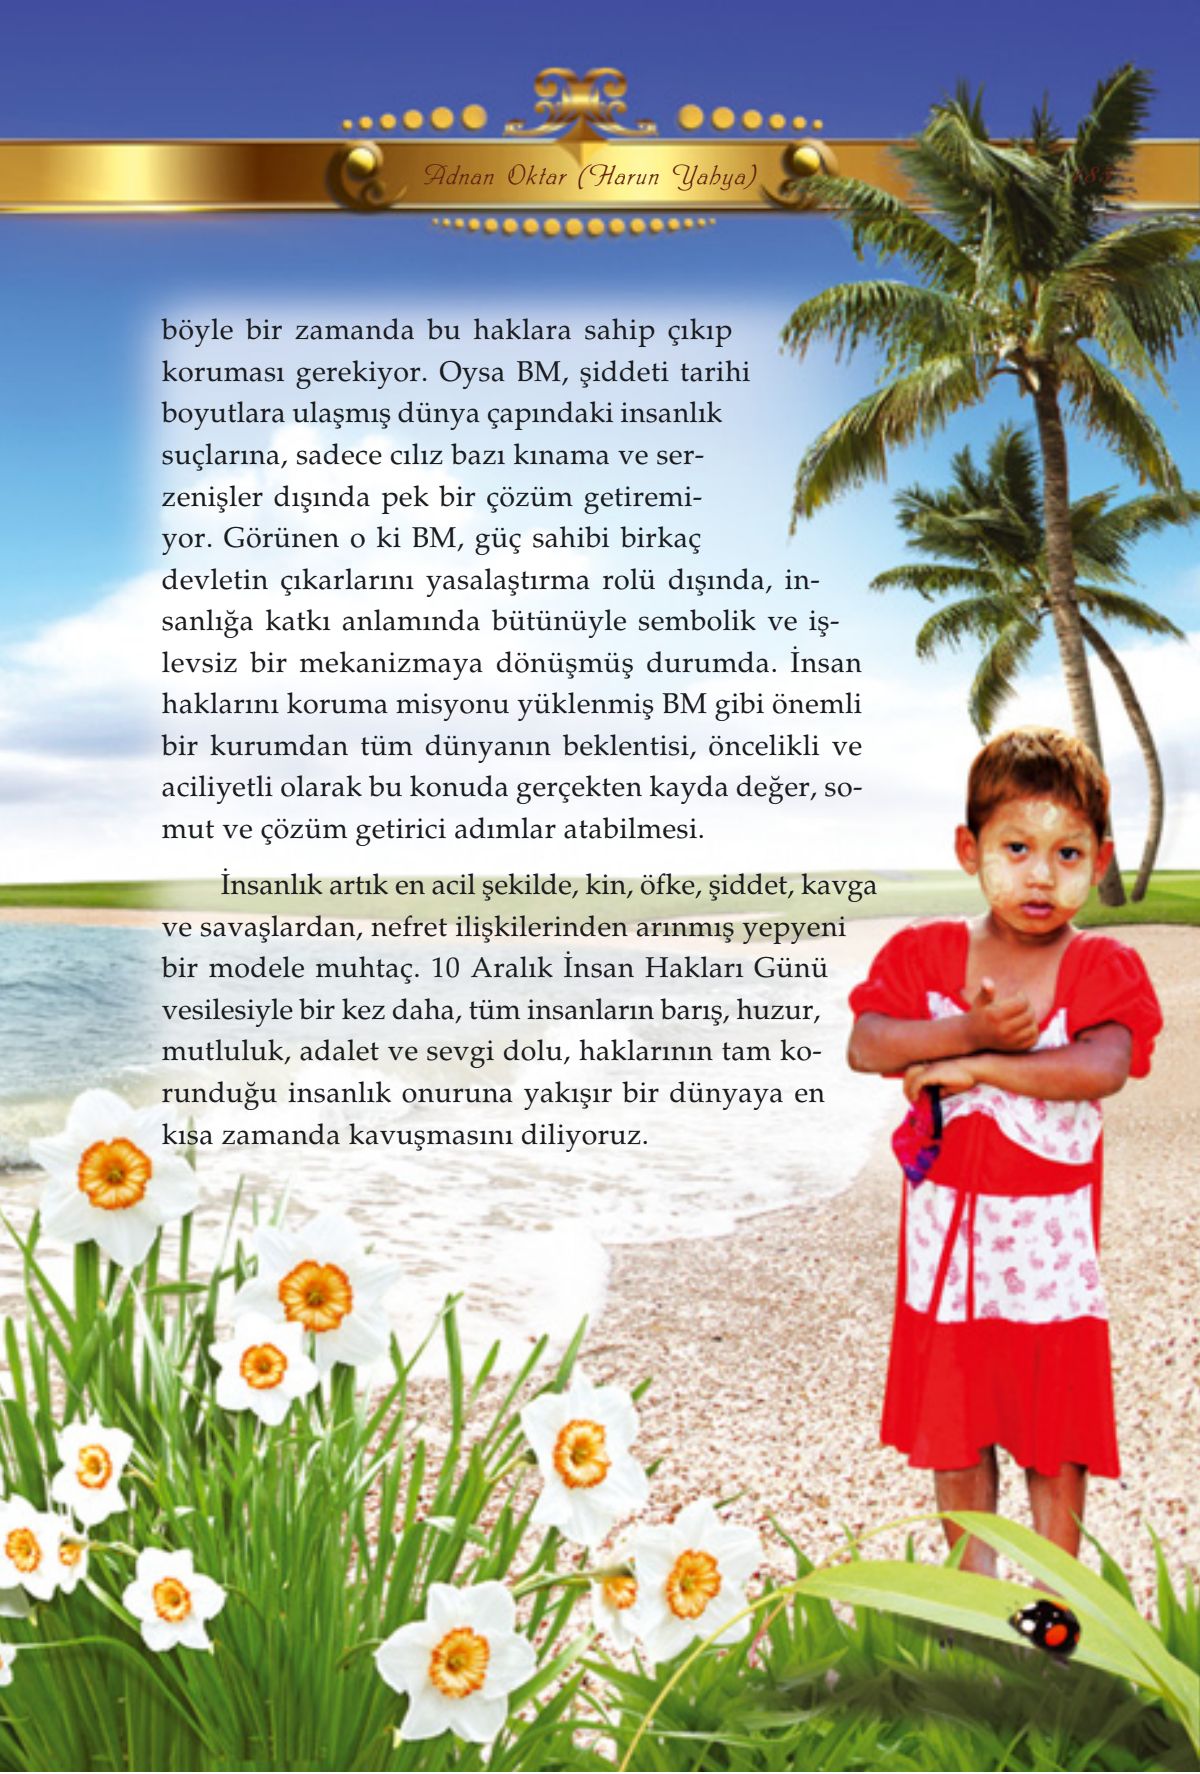 Adnan Oktar (Harun Yahya)
böyle bir zamanda bu haklara sahip çıkıp
koruması gerekiyor. Oysa BM, şiddeti tarihi
boyutlara ulaşmış dünya çapındaki insanlık
suçlarına, sadece cılız bazı kınama ve ser-
zenişler dışında pek bir çözüm getiremi-
yor. Görünen o ki BM, güç sahibi birkaç
devletin çıkarlarını yasalaştırma rolü dışında, in-
sanlığa katkı anlamında bütünüyle sembolik ve iş-
levsiz bir mekanizmaya dönüşmüş durumda. İnsan
haklarını koruma misyonu yüklenmiş BM gibi önemli
bir kurumdan tüm dünyanın beklentisi, öncelikli ve
aciliyetli olarak bu konuda gerçekten kayda değer, so-
mut ve çözüm getirici adımlar atabilmesi.
İnsanlık artık en acil şekilde, kin, öfke, şiddet, kavga
ve savaşlardan, nefret ilişkilerinden arınmış yepyeni
bir modele muhtaç. 10 Aralık İnsan Hakları Günü
vesilesiyle bir kez daha, tüm insanların barış, huzur,
mutluluk, adalet ve sevgi dolu, haklarının tam ko-
runduğu insanlık onuruna yakışır bir dünyaya en
kısa zamanda kavuşmasını diliyoruz.